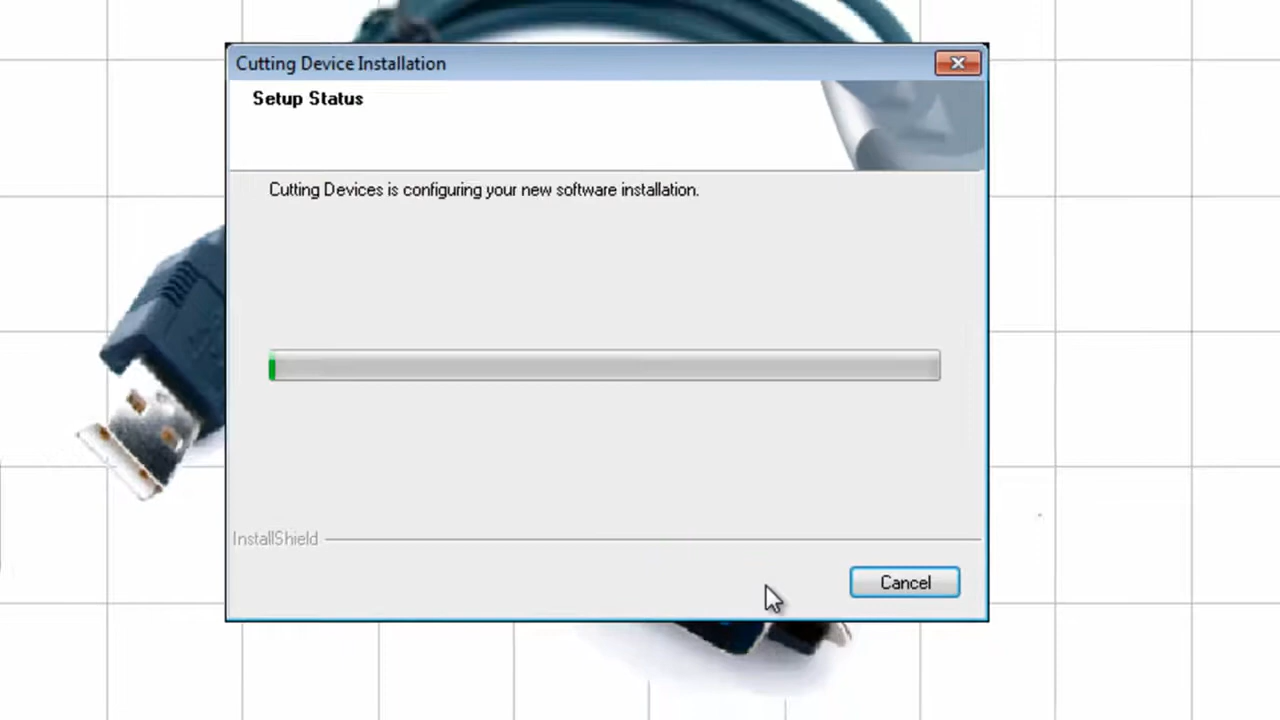 Cutting Device Installation
Setup Status
Cutting Devices is configuring your new software installation.
InstallShield
Cancel